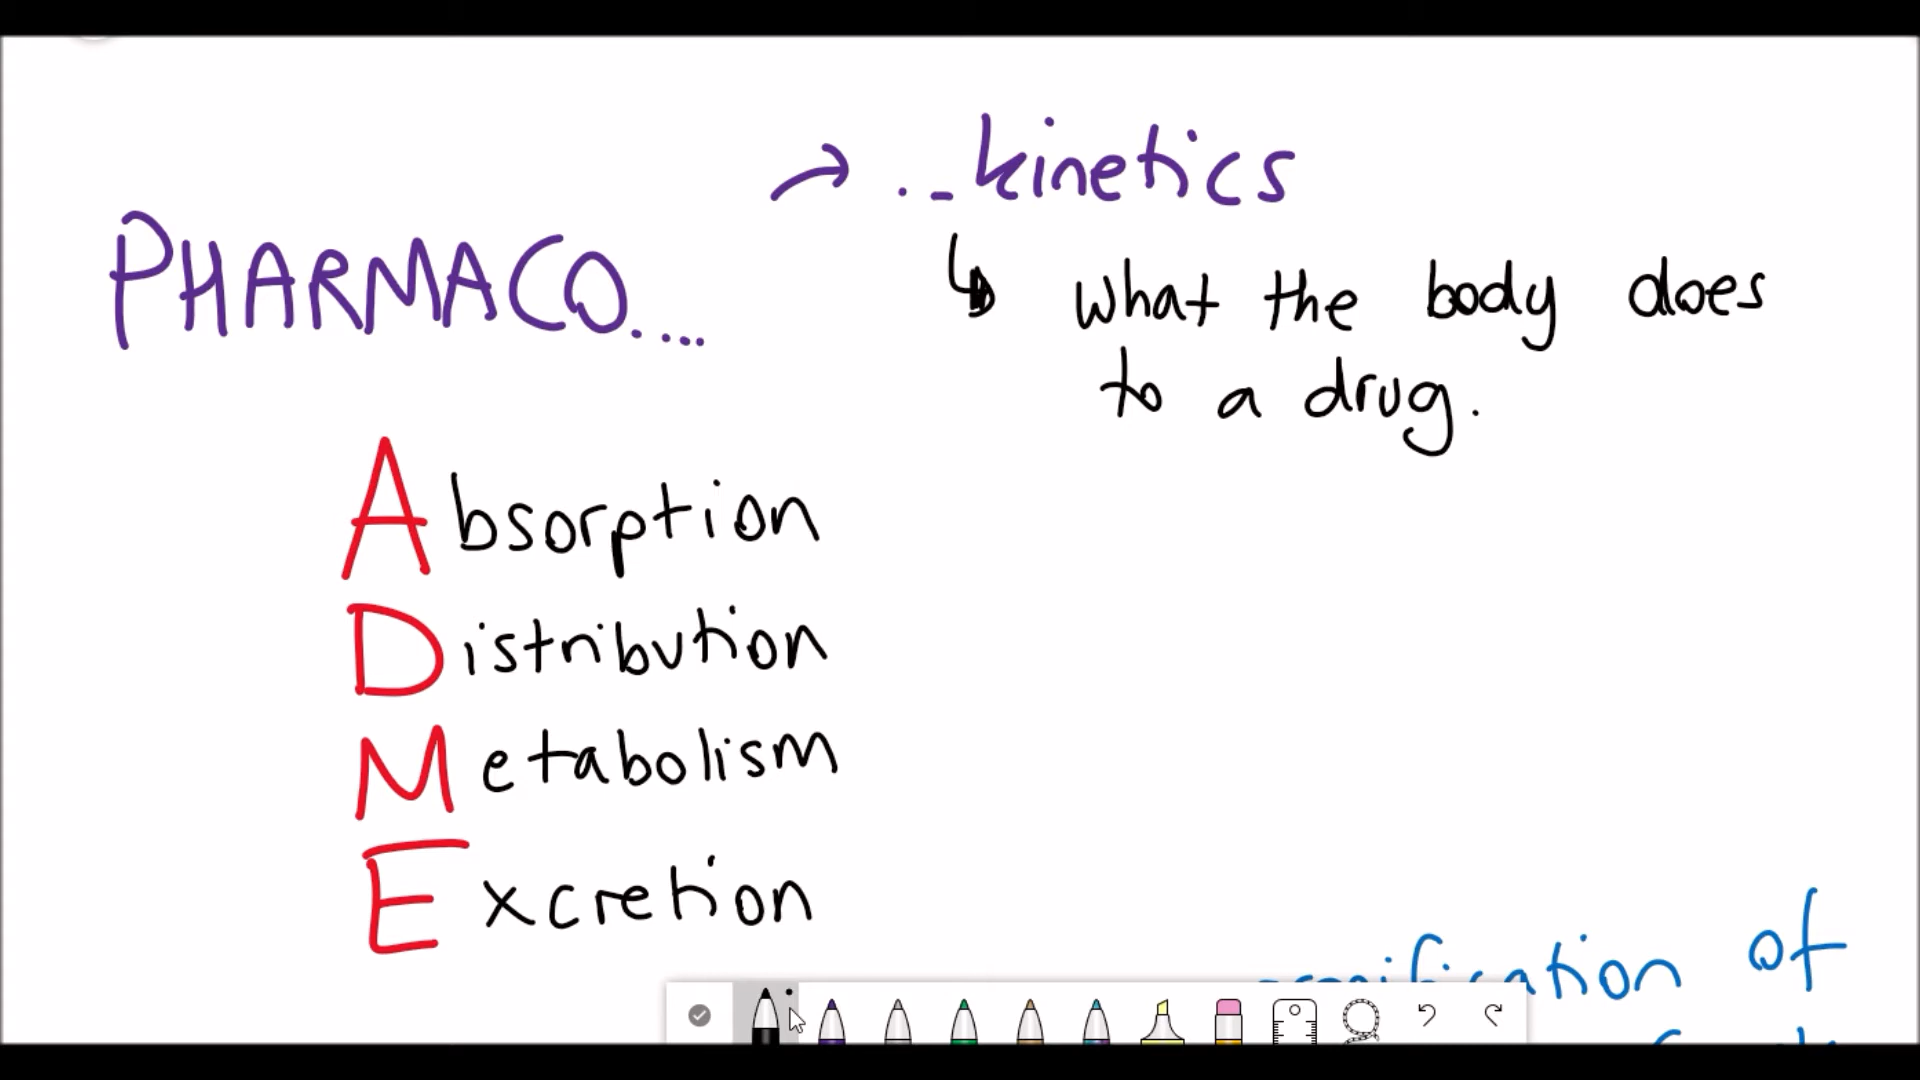 .._kinetics
PHARMACO....
what the body does
to a drug.
Absorption
Distribution
Metabolism
Excretion
of